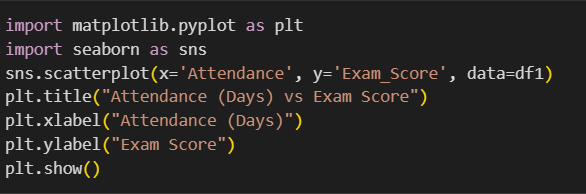 import matplotlib.pyplot as plt
import seaborn as sns
sns.scatterplot(x='Attendance', y='Exam_Score', data=df1)
plt.title("Attendance (Days) vs Exam Score")
plt.xlabel("Attendance (Days)")
plt.ylabel("Exam Score")
plt.show()